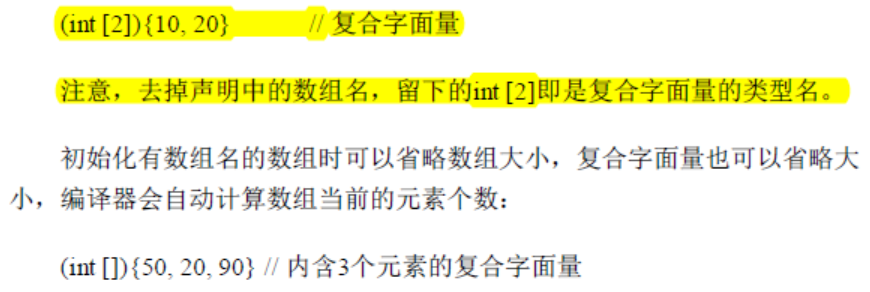 (int [2]){10, 20} // 复合字面量
注意，去掉声明中的数组名，留下的int [2]即是复合字面量的类型名。
初始化有数组名的数组时可以省略数组大小，复合字面量也可以省略大
小，编译器会自动计算数组当前的元素个数：
(int []){50, 20, 90} // 内含3个元素的复合字面量